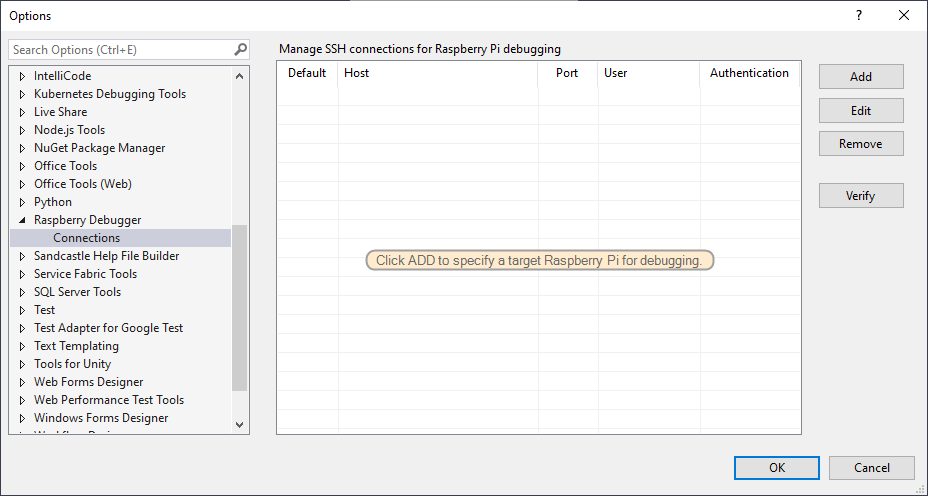 Options
?
Search Options (Ctrl+E)
IntelliCode
Kubernetes Debugging Tools
Live Share
Node.js Tools
NuGet Package Manager
Office Tools
Office Tools (Web)
Python
Raspberry Debugger
Connections
Sandcastle Help File Builder
Service Fabric Tools
SQL Server Tools
Test
Test Adapter for Google Test
Text Templating
Tools for Unity
Web Forms Designer
Web Performance Test Tools
Windows Forms Designer
Manage SSH connections for Raspberry Pi debugging
Default Host Port User Authentication
Click ADD to specify a target Raspberry Pi for debugging.
Add
Edit
Remove
Verify
OK Cancel